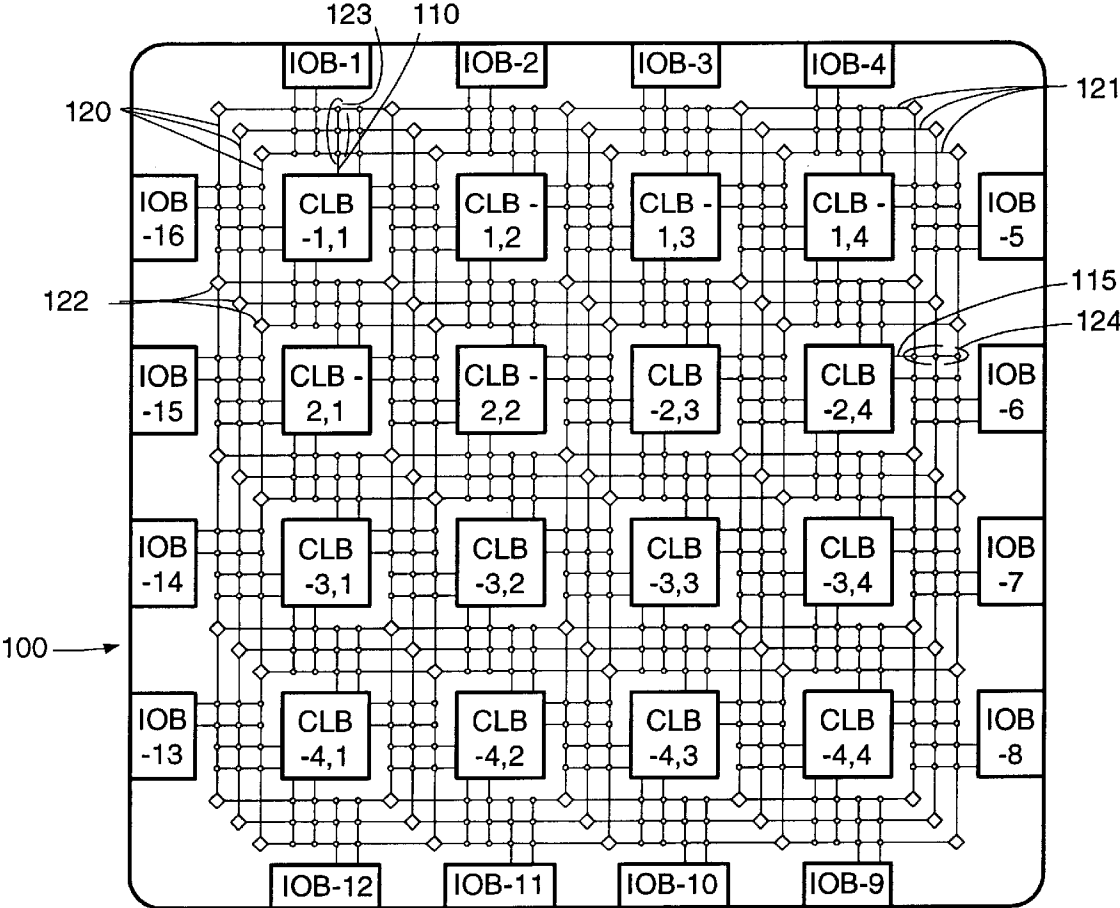 123 110
IOB-1 IOB-2 IOB-3 IOB-4
120
121
IOB
-16
CLB
-1,1
CLB -
1,2
CLB -
1,3
CLB -
1,4
IOB
-5
122
115
124
IOB
-15
CLB -
2,1
CLB -
2,2
CLB
-2,3
CLB
-2,4
IOB
-6
IOB
-14
CLB
-3,1
CLB
-3,2
CLB
-3,3
CLB
-3,4
IOB
-7
100
IOB
-13
CLB
-4,1
CLB
-4,2
CLB
-4,3
CLB
-4,4
IOB
-8
IOB-12 IOB-11 IOB-10 IOB-9